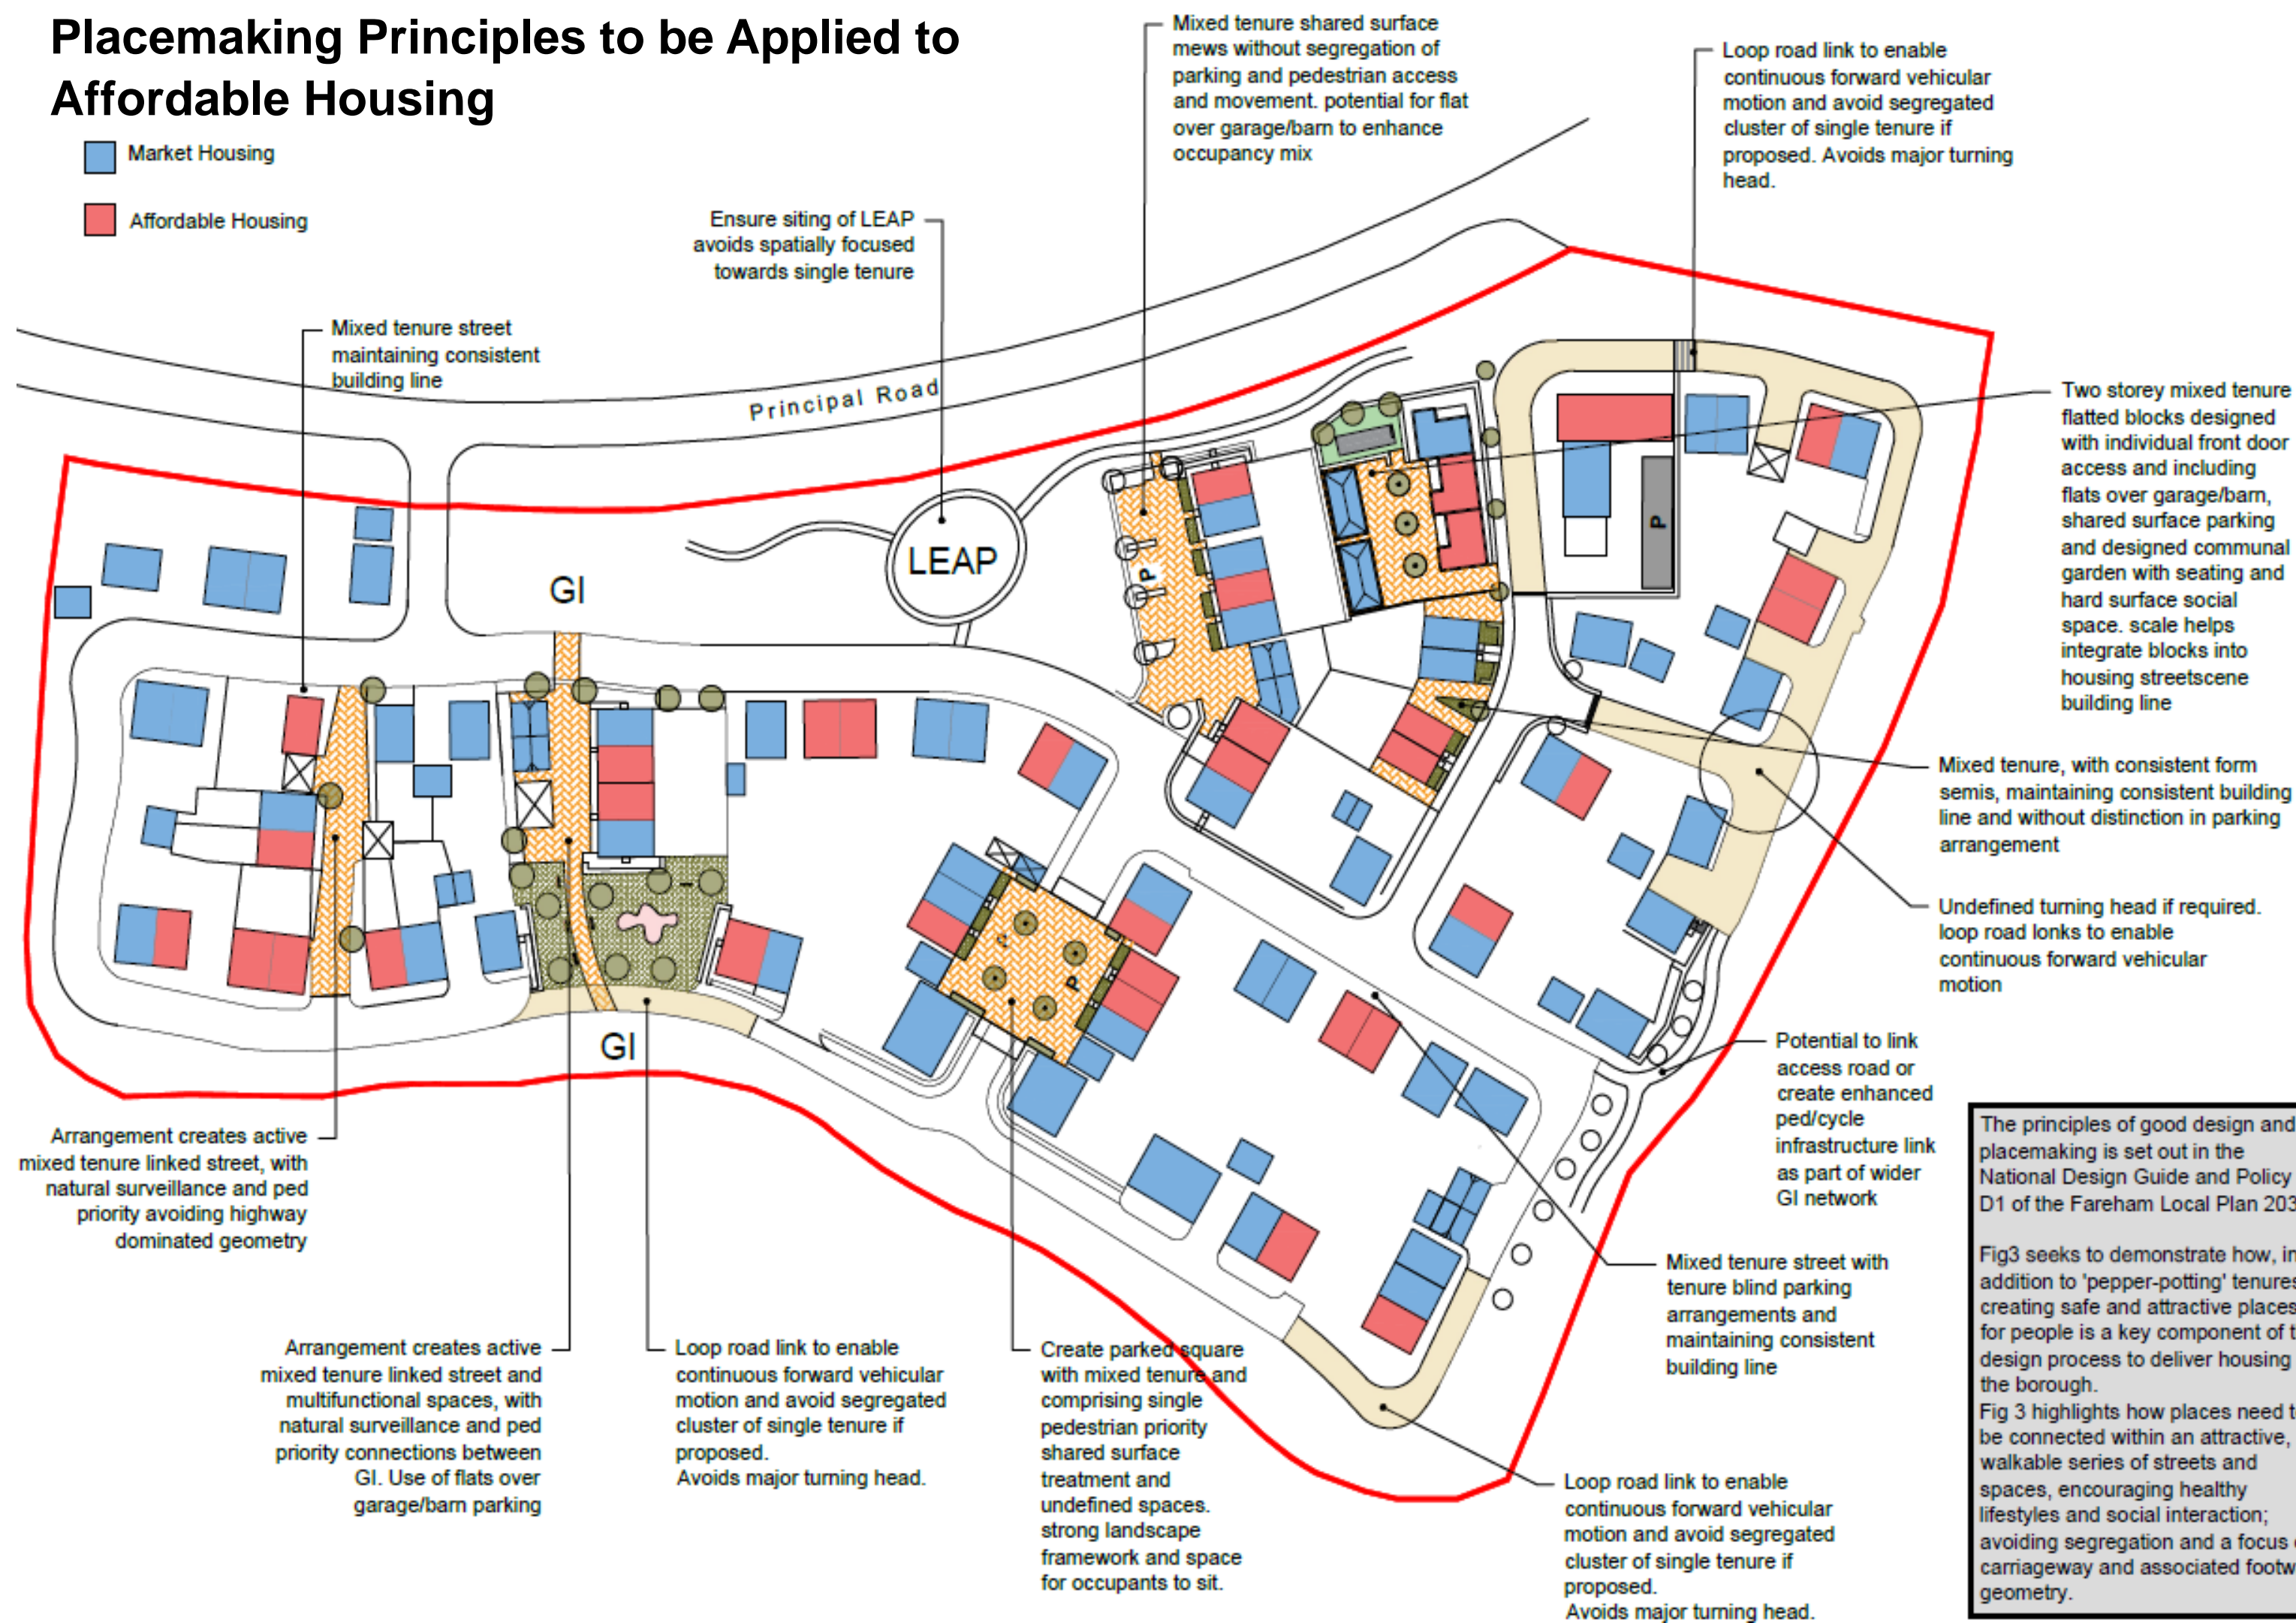 Placemaking Principles to be Applied to
Affordable Housing
Market Housing
Affordable Housing
Mixed tenure shared surface
mews without segregation of
parking and pedestrian access
and movement. potential for flat
over garage/barn to enhance
occupancy mix
Loop road link to enable
continuous forward vehicular
motion and avoid segregated
cluster of single tenure if
proposed. Avoids major turning
head.
Ensure siting of LEAP
avoids spatially focused
towards single tenure
Mixed tenure street
maintaining consistent
building line
Principal Road
Two storey mixed tenure
flatted blocks designed
with individual front door
access and including
flats over garage/barn,
shared surface parking
and designed communal
garden with seating and
hard surface social
space. scale helps
integrate blocks into
housing streetscene
building line
P
LEAP
P
GI
Mixed tenure, with consistent form
semis, maintaining consistent building
line and without distinction in parking
arrangement
Undefined turning head if required.
loop road lonks to enable
continuous forward vehicular
motion
P
GI
Potential to link
access road or
create enhanced
ped/cycle
infrastructure link
as part of wider
GI network
Arrangement creates active
mixed tenure linked street, with
natural surveillance and ped
priority avoiding highway
dominated geometry
Mixed tenure street with
tenure blind parking
arrangements and
maintaining consistent
building line
Arrangement creates active
mixed tenure linked street and
multifunctional spaces, with
natural surveillance and ped
priority connections between
GI. Use of flats over
garage/barn parking
Loop road link to enable
continuous forward vehicular
motion and avoid segregated
cluster of single tenure if
proposed.
Avoids major turning head.
Create parked square
with mixed tenure and
comprising single
pedestrian priority
shared surface
treatment and
undefined spaces.
strong landscape
framework and space
for occupants to sit.
Loop road link to enable
continuous forward vehicular
motion and avoid segregated
cluster of single tenure if
proposed.
Avoids major turning head.
The principles of good design and
placemaking is set out in the
National Design Guide and Policy
D1 of the Fareham Local Plan 203
Fig3 seeks to demonstrate how, in
addition to 'pepper-potting' tenures
creating safe and attractive places
for people is a key component of
design process to deliver housing
the borough.
Fig 3 highlights how places need
be connected within an attractive,
walkable series of streets and
spaces, encouraging healthy
lifestyles and social interaction;
avoiding segregation and a focus
carriageway and associated
geometry.